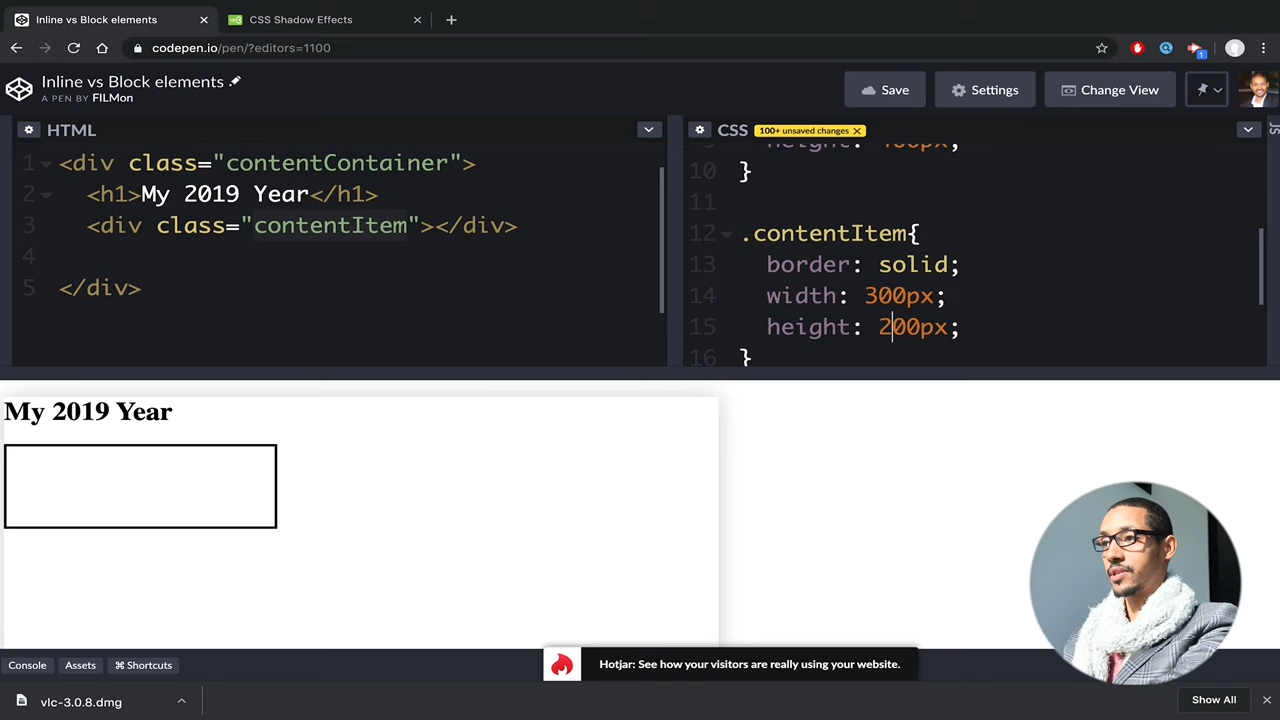 Inline vs Block elements
CSS Shadow Effects
codepen.io/pen/?editors=1100
1
Inline vs Block elements
A PEN BY FILMon
Save
Settings
Change View
HTML
1 <div class="contentContainer">
2 <h1>My 2019 Year</h1>
3 <div class="contentItem"></div>
4
5 </div>
CSS
100+ unsaved changes
JS
10 }
11
12 .contentItem{
13 border: solid;
14 width: 300px;
15 height: 200px;
16 }
My 2019 Year
Hotjar: See how your visitors are really using your website.
Console
Assets
⌘ Shortcuts
vlc-3.0.8.dmg
Show All